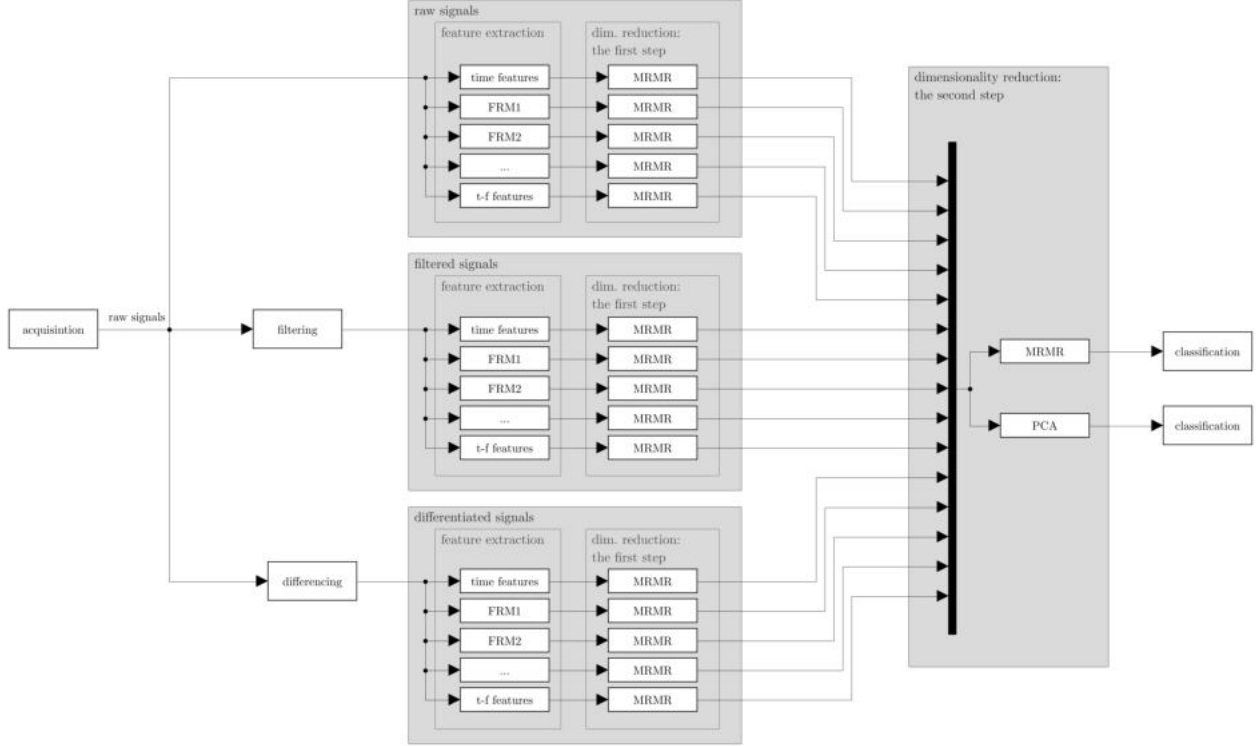 raw signals
feature extraction
dim. reduction:
the first step
time features
MRMR
FRM1
MRMR
FRM2
MRMR
...
MRMR
t-f features
MRMR
dimensionality reduction:
the second step
filtered signals
feature extraction
dim. reduction:
the first step
acquisintion
raw signals
filtering
time features
MRMR
FRM1
MRMR
FRM2
MRMR
...
MRMR
t-f features
MRMR
MRMR
classification
PCA
classification
differentiated signals
feature extraction
dim. reduction:
the first step
differencing
time features
MRMR
FRM1
MRMR
FRM2
MRMR
...
MRMR
t-f features
MRMR